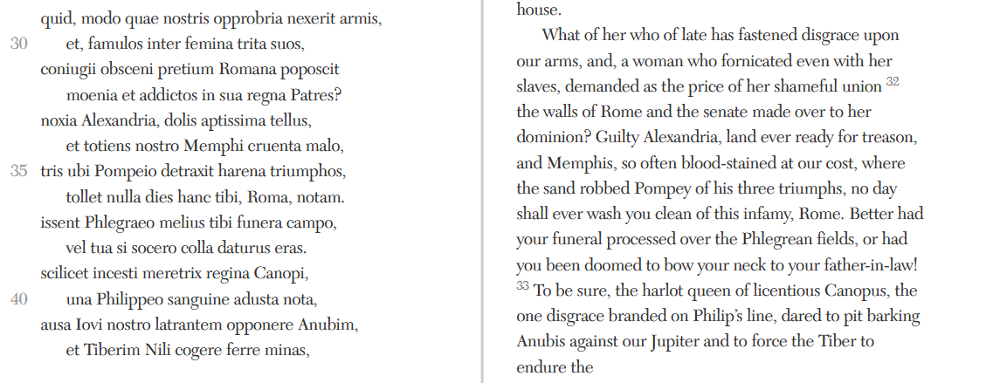 quid, modo quae nostris opprobria nexerit armis,
30 et, famulos inter femina trita suos,
coniugii obsceni pretium Romana poposcit
moenia et addictos in sua regna Patres?
noxia Alexandria, dolis aptissima tellus,
et totiens nostro Memphi cruenta malo,
35 tris ubi Pompeio detraxit harena triumphos,
tollet nulla dies hanc tibi, Roma, notam.
issent Phlegraeo melius tibi funera campo,
vel tua si socero colla daturus eras.
scilicet incesti meretrix regina Canopi,
40 una Philippeo sanguine adusta nota,
ausa Iovi nostro latrantem opponere Anubim,
et Tiberim Nili cogere ferre minas,
house.
What of her who of late has fastened disgrace upon
our arms, and, a woman who fornicated even with her
slaves, demanded as the price of her shameful union 32
the walls of Rome and the senate made over to her
dominion? Guilty Alexandria, land ever ready for treason,
and Memphis, so often blood-stained at our cost, where
the sand robbed Pompey of his three triumphs, no day
shall ever wash you clean of this infamy, Rome. Better had
your funeral processed over the Phlegrean fields, or had
you been doomed to bow your neck to your father-in-law!
33 To be sure, the harlot queen of licentious Canopus, the
one disgrace branded on Philip's line, dared to pit barking
Anubis against our Jupiter and to force the Tiber to
endure the